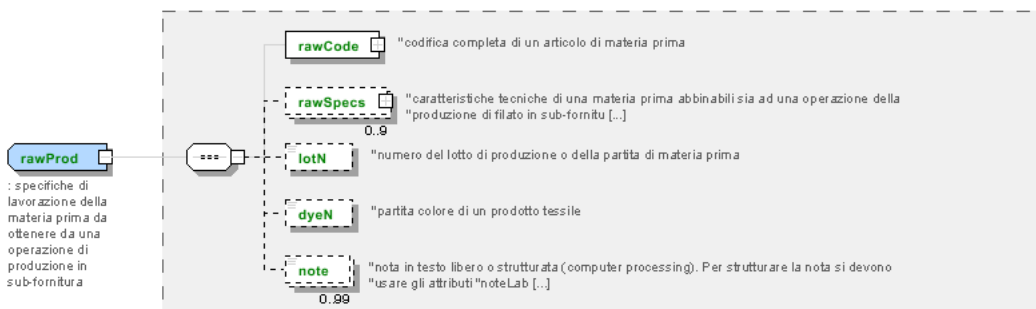 rawCode
"codifica completa di un articolo di materia prima
rawSpecs
"caratteristiche tecniche di una materia prima abbinabili sia ad una operazione della
"produzione di filato in sub-fornitu [...]
0..9
rawProd
: specifiche di
lavorazione della
materia prima da
ottenere da una
operazione di
produzione in
sub-fornitura
lotN
"numero del lotto di produzione o della partita di materia prima
dyeN
"partita colore di un prodotto tessile
note
"nota in testo libero o strutturata (computer processing). Per strutturare la nota si devono
"usare gli attributi "noteLab [...]
0..99